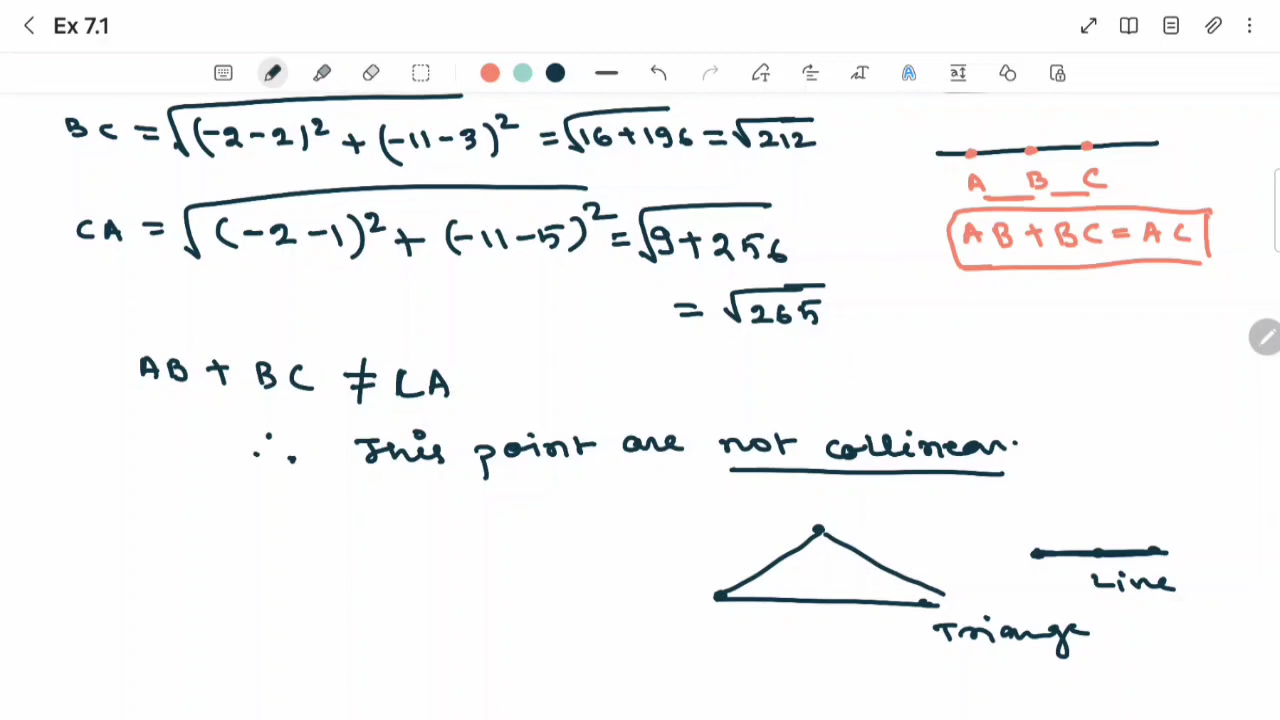 Ex 7.1
BC = √(-2-2)² + (-11-3)² = √16+196 = √212
A B C
CA = √(-2-1)² + (-11-5)² = √9+256
AB + BC = AC
= √265
AB + BC ≠ CA
∴ This point are not collinear.
Line
Triange